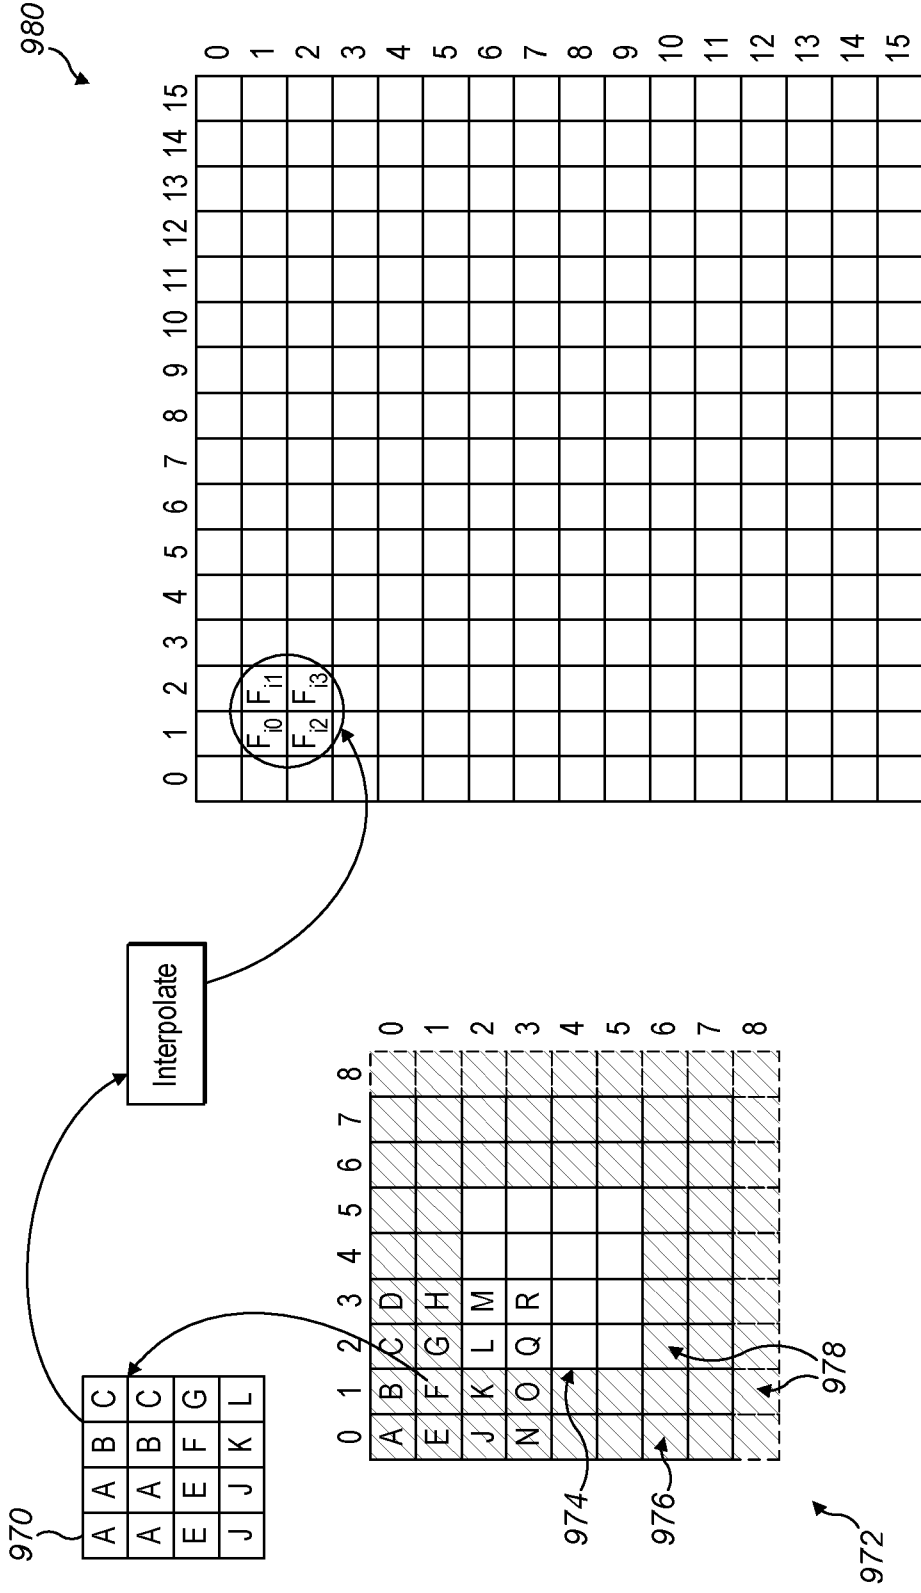 970
A A B C
A A B C
E E F G
J J K L
Interpolate
972
0 1 2 3 4 5 6 7 8
A B C D 0
E F G H 1
J K L M 2
N O Q R 3
4
5
6
7
8
974
976
978
980
0 1 2 3 4 5 6 7 8 9 10 11 12 13 14 15
0
Fi0 Fi1 1
Fi2 Fi3 2
3
4
5
6
7
8
9
10
11
12
13
14
15